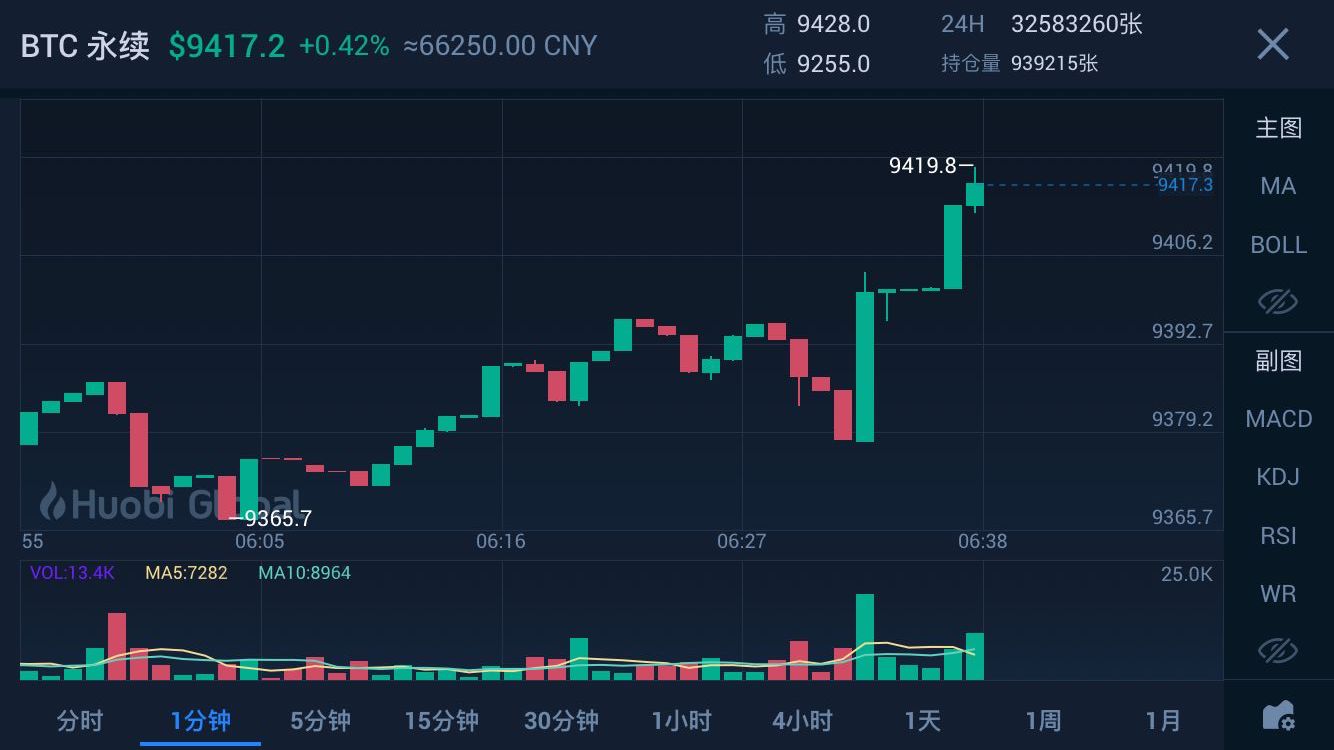 BTC 永续 $9417.2 +0.42% ≈66250.00 CNY
高 9428.0 24H 32583260张
低 9255.0 持仓量 939215张
主图
MA
BOLL
副图
MACD
KDJ
RSI
WR
9419.8
9419.8
9417.3
9406.2
9392.7
9379.2
9365.7
Huobi Global
9365.7
55 06:05 06:16 06:27 06:38
VOL:13.4K MA5:7282 MA10:8964 25.0K
分时 1分钟 5分钟 15分钟 30分钟 1小时 4小时 1天 1周 1月